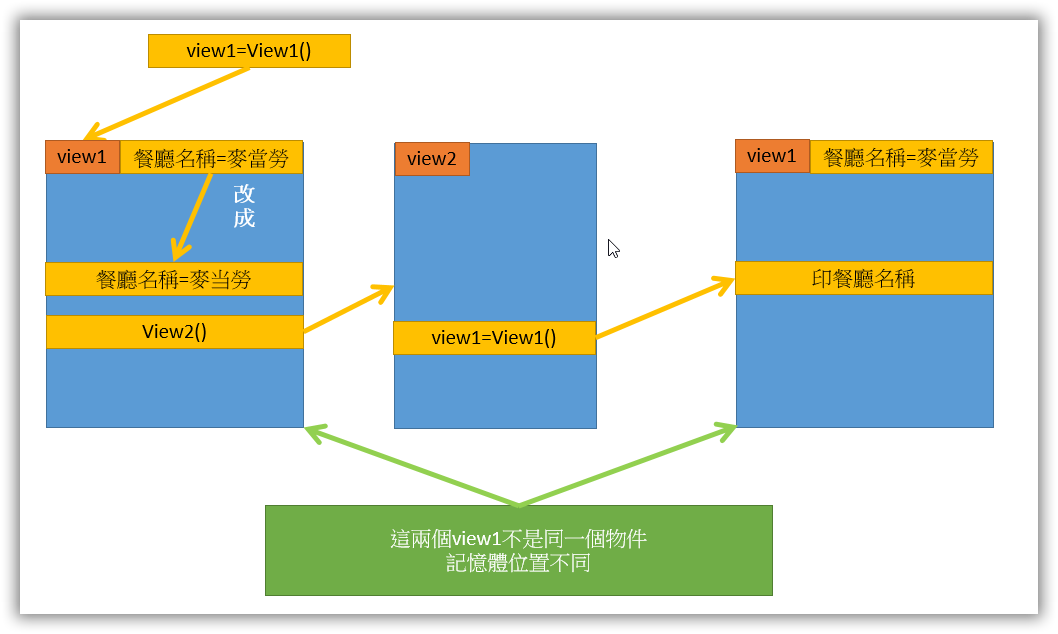 view1=View1()
view1
餐廳名稱=麥當勞
改
成
餐廳名稱=麥当勞
View2()
view2
view1=View1()
view1
餐廳名稱=麥當勞
印餐廳名稱
這兩個view1不是同一個物件
記憶體位置不同